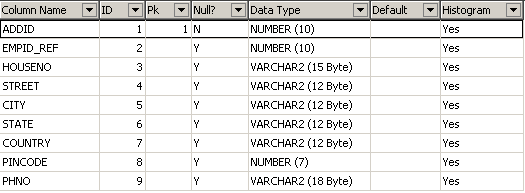 Column Name ID Pk Null? Data Type Default Histogram
ADDID 1 1 N NUMBER (10) Yes
EMPID_REF 2 Y NUMBER (10) Yes
HOUSENO 3 Y VARCHAR2 (15 Byte) Yes
STREET 4 Y VARCHAR2 (12 Byte) Yes
CITY 5 Y VARCHAR2 (12 Byte) Yes
STATE 6 Y VARCHAR2 (12 Byte) Yes
COUNTRY 7 Y VARCHAR2 (12 Byte) Yes
PINCODE 8 Y NUMBER (7) Yes
PHNO 9 Y VARCHAR2 (18 Byte) Yes